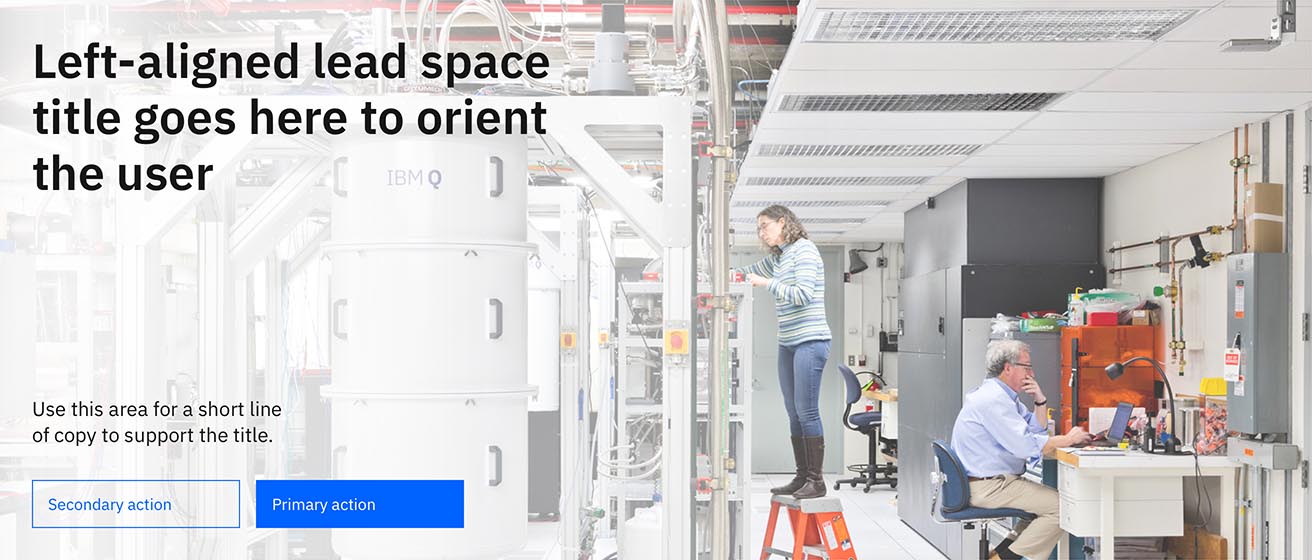 Left-aligned lead space
title goes here to orient
the user
IBM Q
Use this area for a short line
of copy to support the title.
Secondary action
Primary action